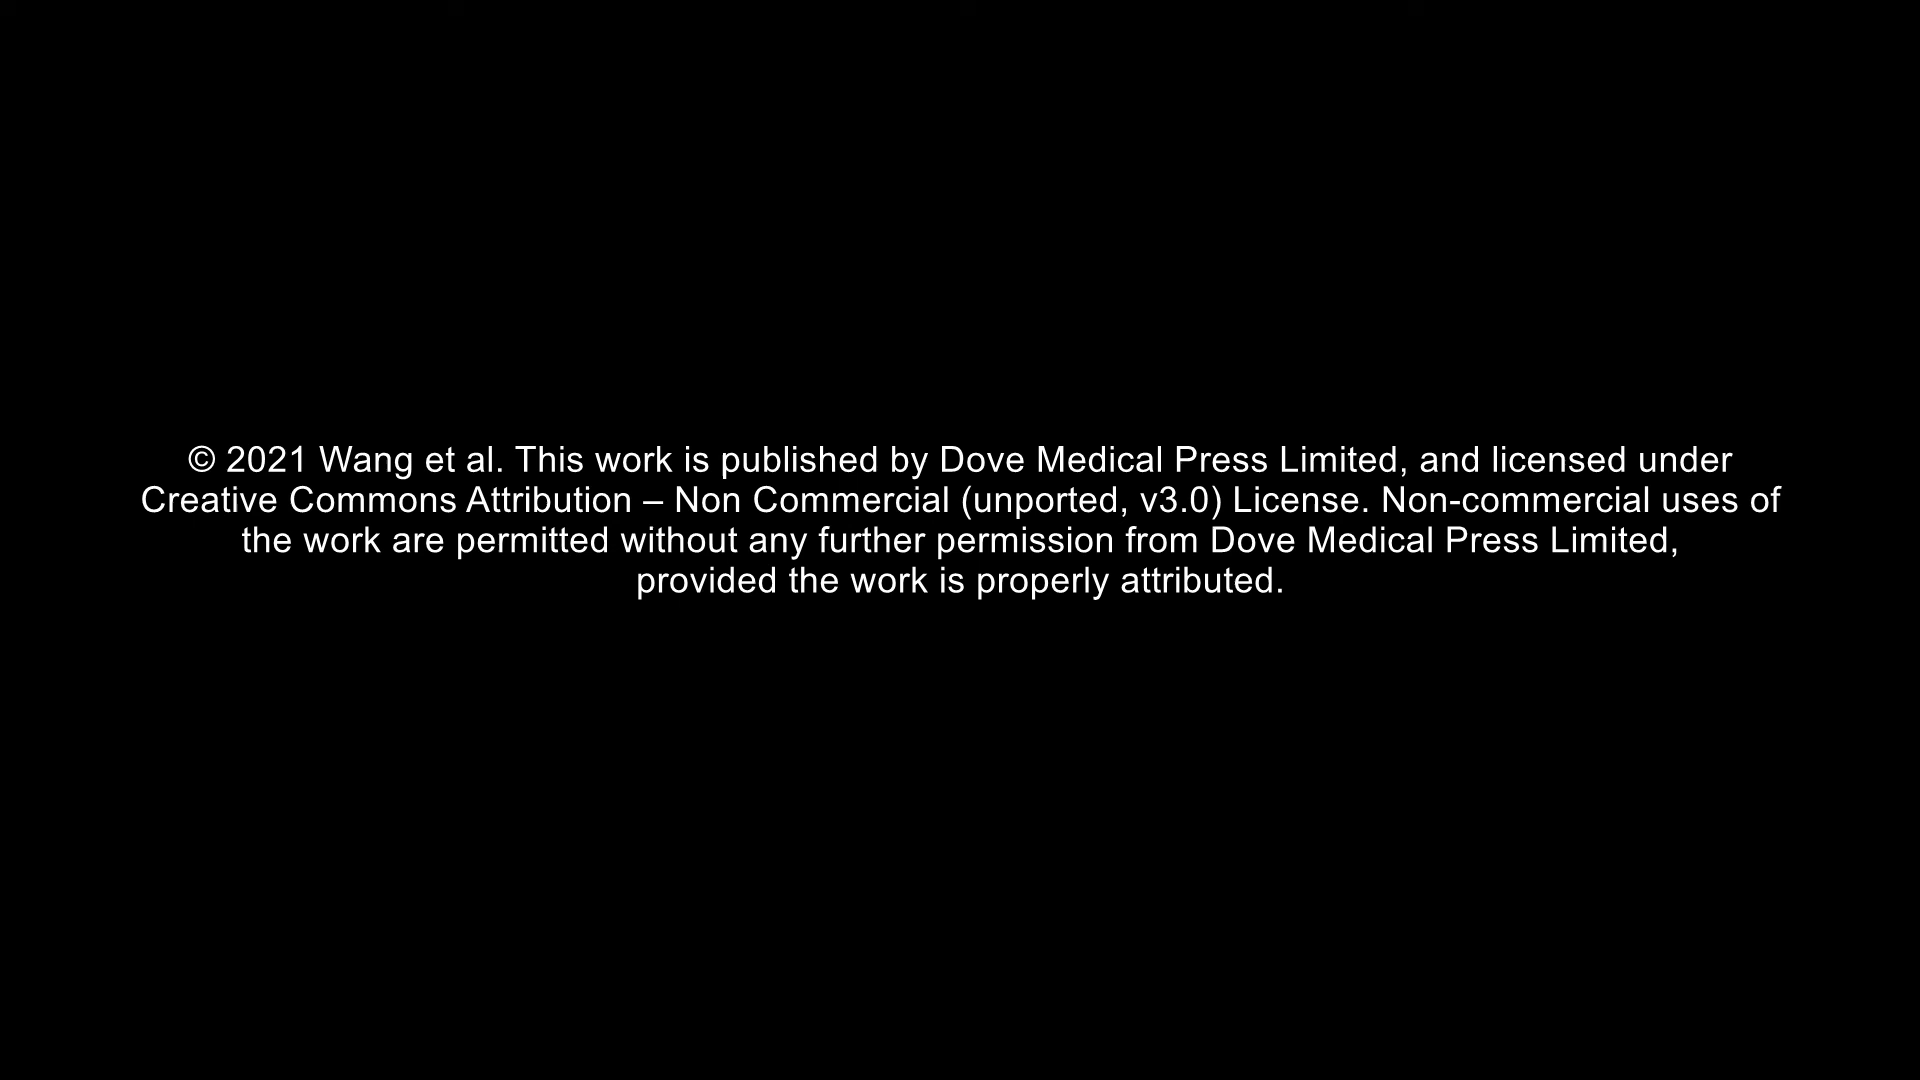 © 2021 Wang et al. This work is published by Dove Medical Press Limited, and licensed under
Creative Commons Attribution – Non Commercial (unported, v3.0) License. Non-commercial uses of
the work are permitted without any further permission from Dove Medical Press Limited,
provided the work is properly attributed.